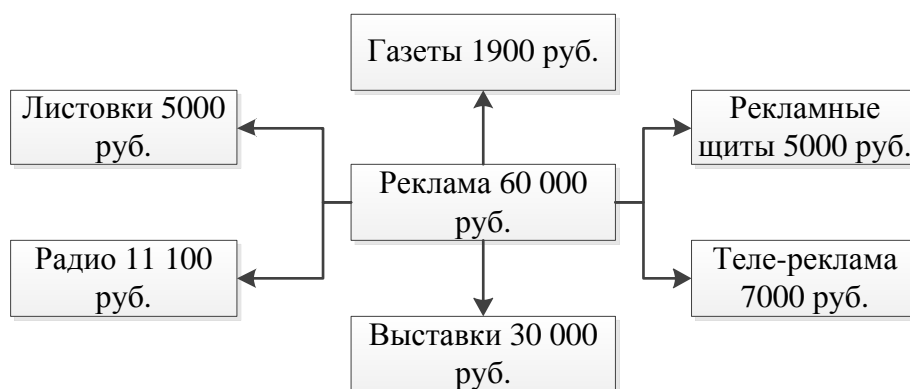 Газеты 1900 руб.
Листовки 5000
руб.
Рекламные
щиты 5000 руб.
Реклама 60 000
руб.
Радио 11 100
руб.
Теле-реклама
7000 руб.
Выставки 30 000
руб.